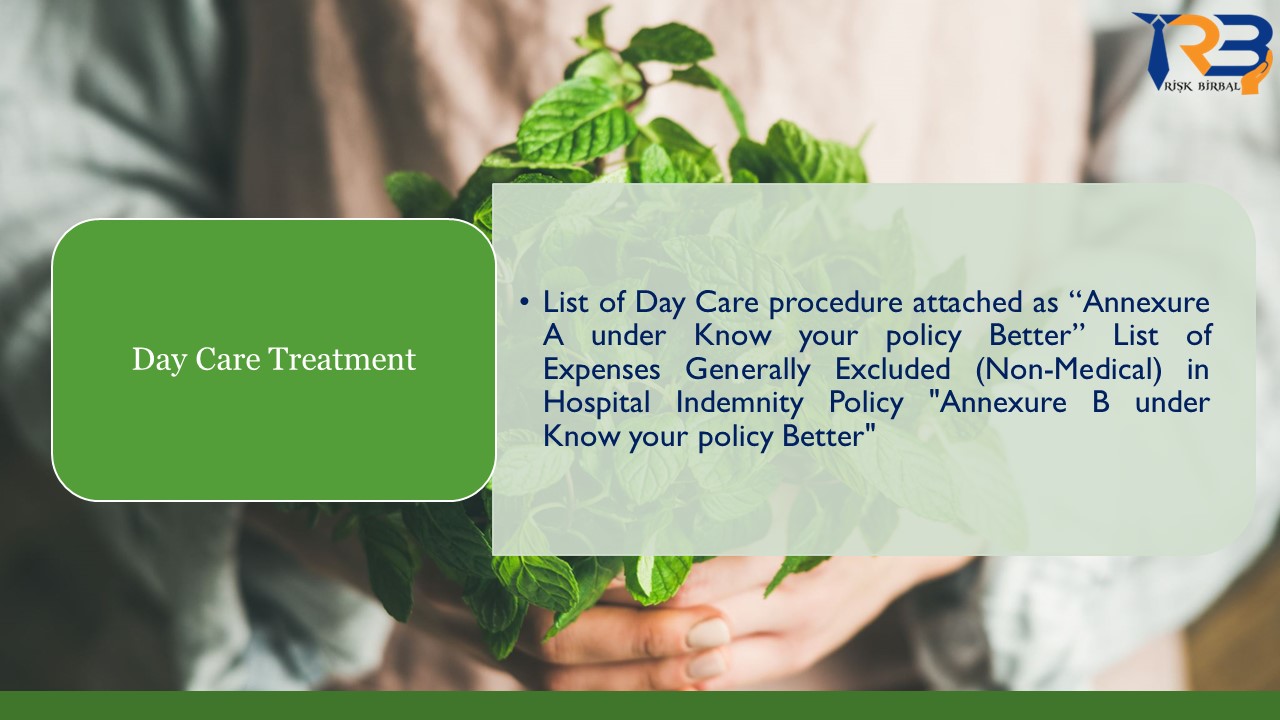 RISK BIRBAL
Day Care Treatment
• List of Day Care procedure attached as “Annexure
A under Know your policy Better” List of
Expenses Generally Excluded (Non-Medical) in
Hospital Indemnity Policy "Annexure B under
Know your policy Better"